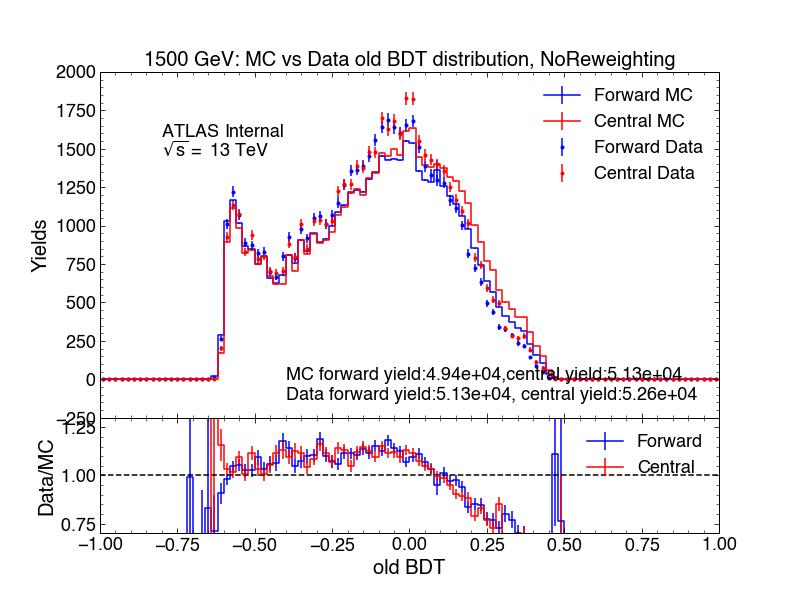 1500 GeV: MC vs Data old BDT distribution, NoReweighting
2000
1750
1500
1250
1000
750
500
250
0
−250
Yields
ATLAS Internal
√s = 13 TeV
Forward MC
Central MC
Forward Data
Central Data
MC forward yield:4.94e+04,central yield:5.13e+04
Data forward yield:5.13e+04, central yield:5.26e+04
1.25
1.00
0.75
Data/MC
Forward
Central
−1.00 −0.75 −0.50 −0.25 0.00 0.25 0.50 0.75 1.00
old BDT